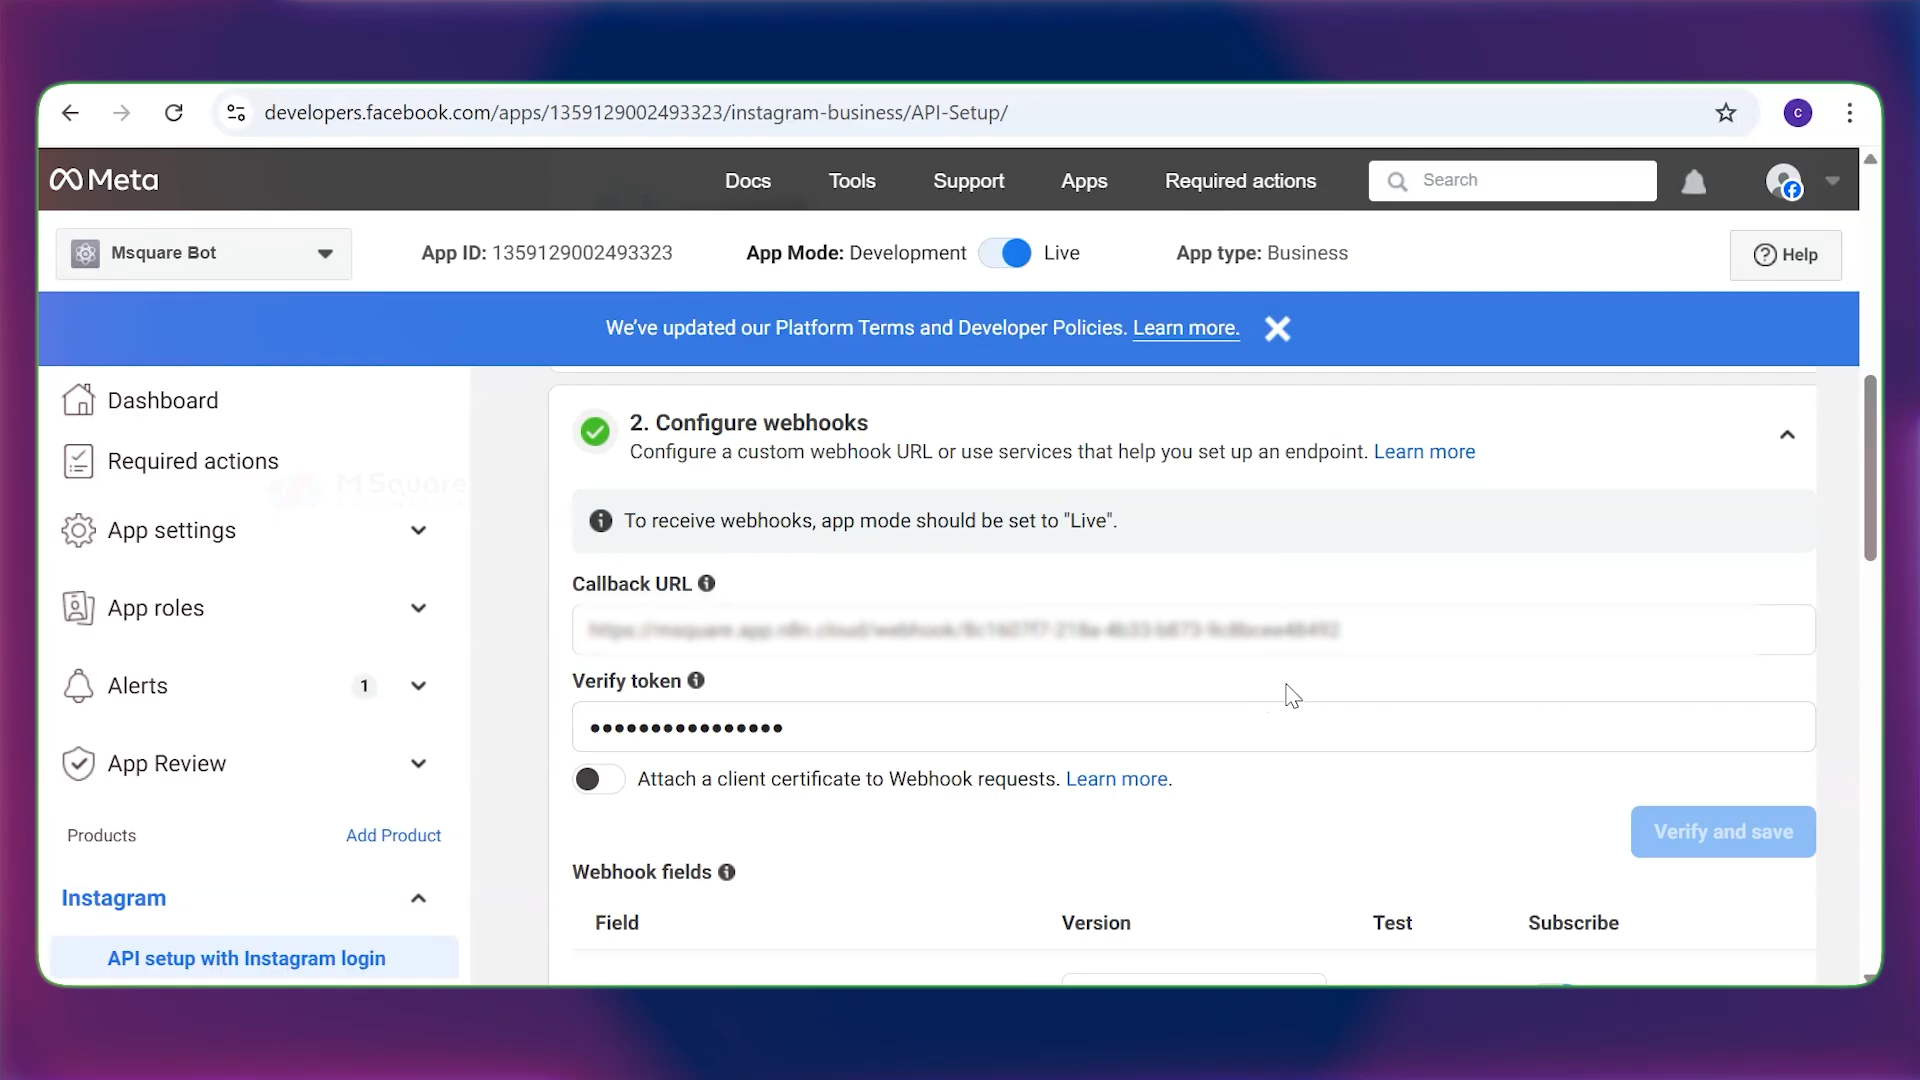 developers.facebook.com/apps/1359129002493323/instagram-business/API-Setup/
C
Meta
Docs
Tools
Support
Apps
Required actions
Search
Msquare Bot
App ID: 1359129002493323
App Mode: Development
Live
App type: Business
Help
We've updated our Platform Terms and Developer Policies. Learn more.
Dashboard
Required actions
M Square
App settings
App roles
Alerts
1
App Review
Products
Add Product
Instagram
API setup with Instagram login
2. Configure webhooks
Configure a custom webhook URL or use services that help you set up an endpoint. Learn more
To receive webhooks, app mode should be set to "Live".
Callback URL
Verify token
••••••••••••••••
Attach a client certificate to Webhook requests. Learn more.
Verify and save
Webhook fields
Field
Version
Test
Subscribe